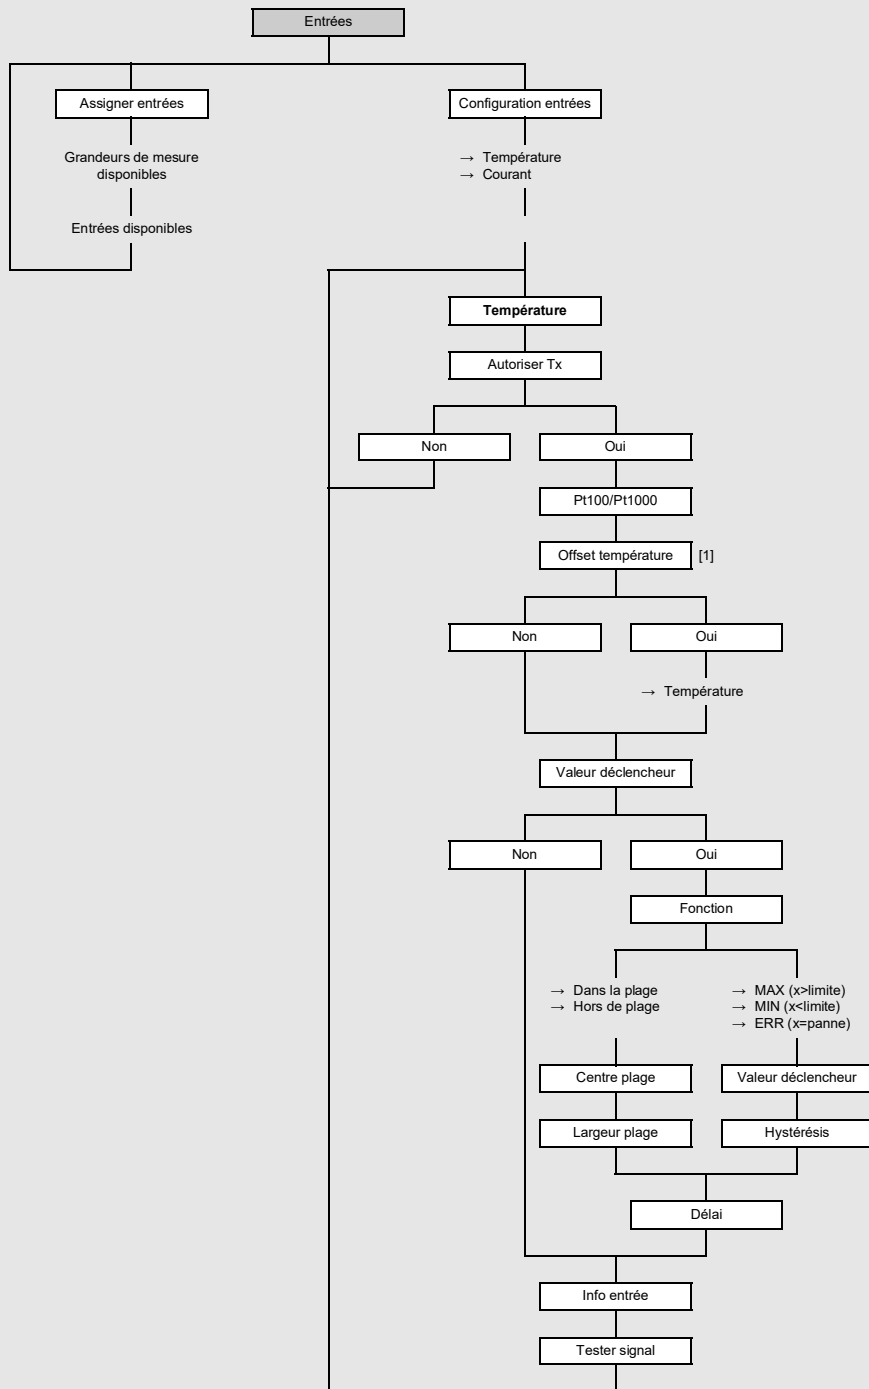 Entrées
Assigner entrées
Configuration entrées
Grandeurs de mesure
disponibles
→ Température
→ Courant
Entrées disponibles
Température
Autoriser Tx
Non
Oui
Pt100/Pt1000
Offset température [1]
Non
Oui
→ Température
Valeur déclencheur
Non
Oui
Fonction
→ Dans la plage
→ Hors de plage
→ MAX (x>limite)
→ MIN (x<limite)
→ ERR (x=panne)
Centre plage
Valeur déclencheur
Largeur plage
Hystérésis
Délai
Info entrée
Tester signal